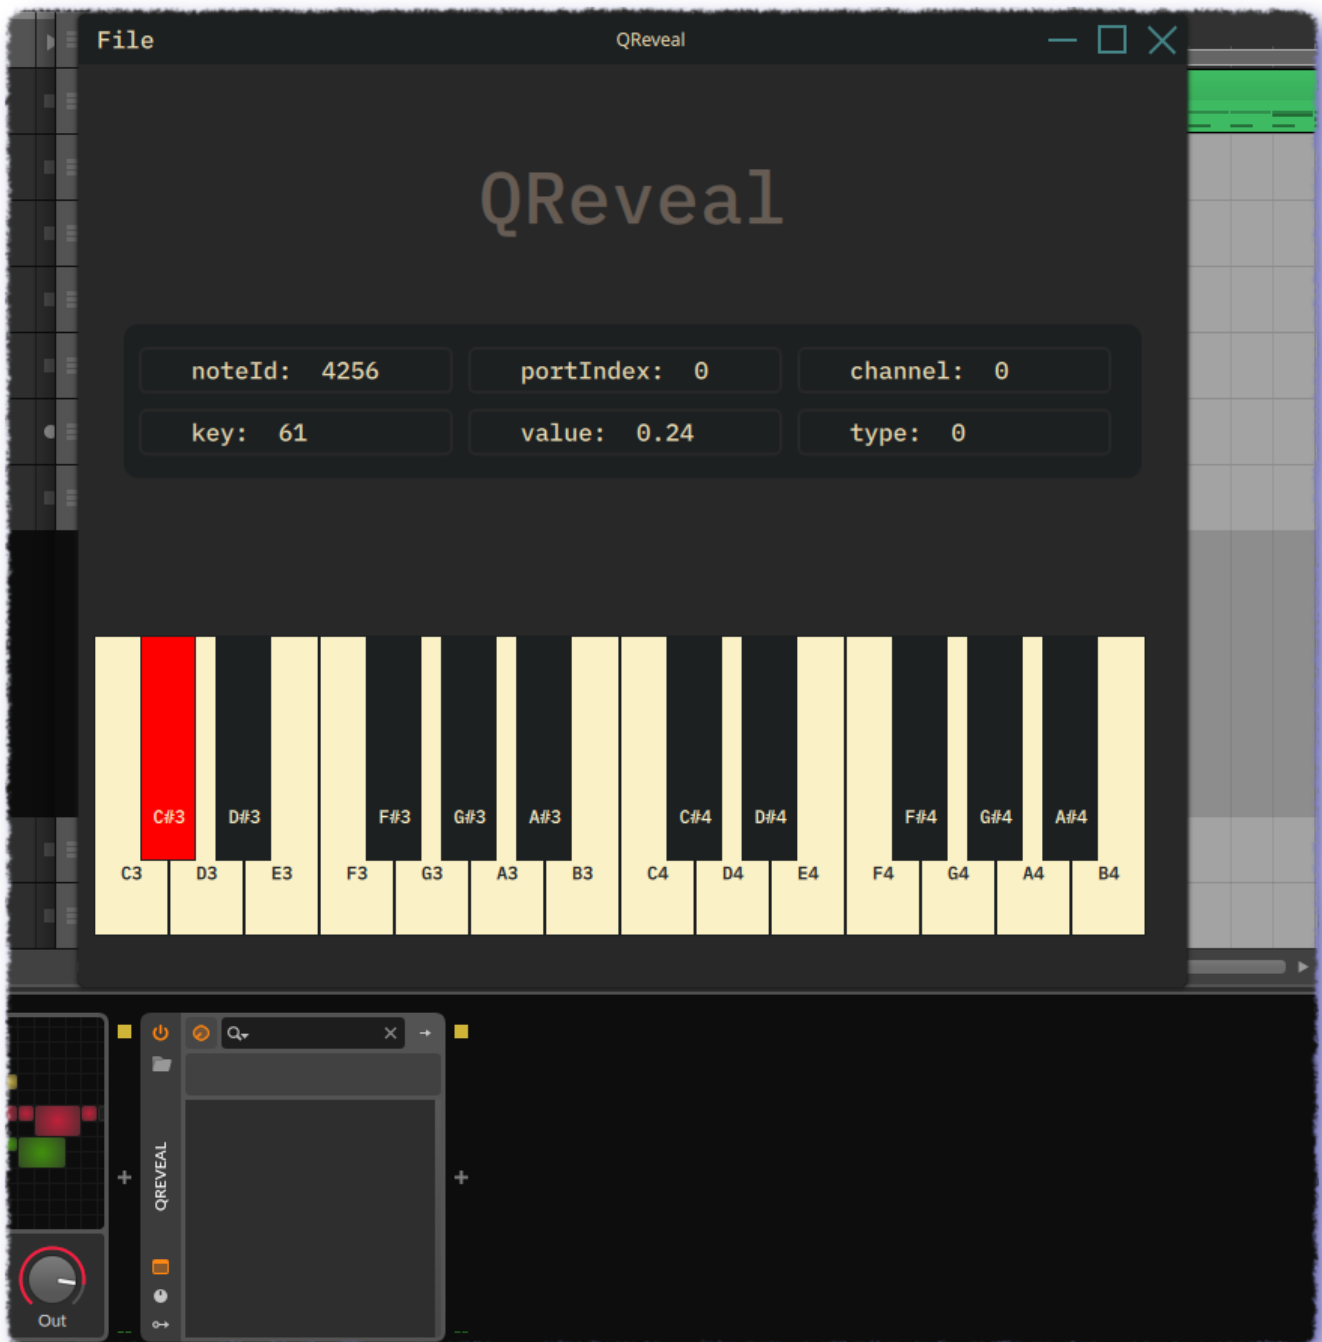 File QReveal
QReveal
noteId: 4256 portIndex: 0 channel: 0
key: 61 value: 0.24 type: 0
C#3 D#3 F#3 G#3 A#3 C#4 D#4 F#4 G#4 A#4
C3 D3 E3 F3 G3 A3 B3 C4 D4 E4 F4 G4 A4 B4
QREVEAL
Out